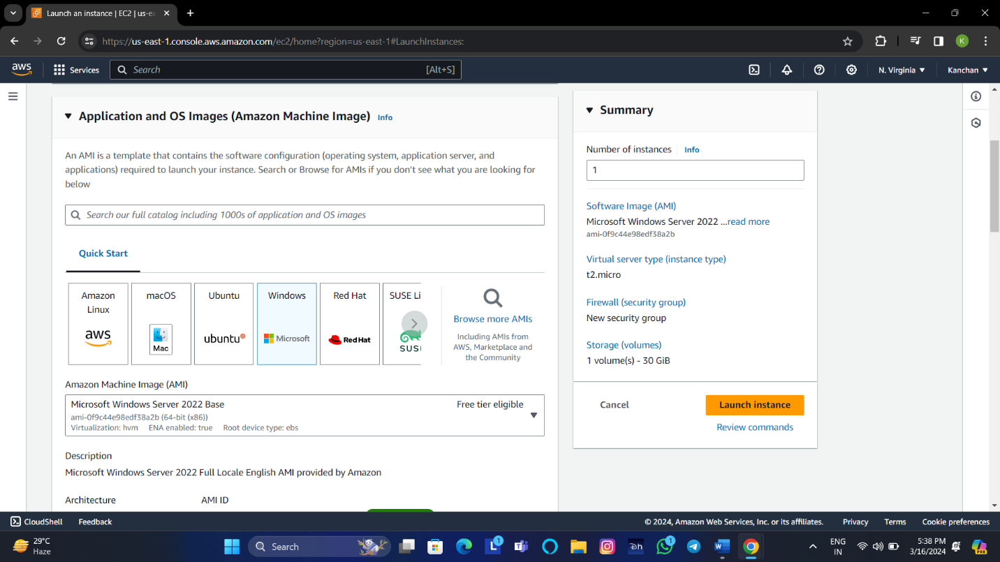 Launch an instance | EC2 | us-ea
https://us-east-1.console.aws.amazon.com/ec2/home?region=us-east-1#LaunchInstances:
K
aws
Services
Search
[Alt+S]
N. Virginia
Kanchan
Application and OS Images (Amazon Machine Image) Info
An AMI is a template that contains the software configuration (operating system, application server, and
applications) required to launch your instance. Search or Browse for AMIs if you don't see what you are looking for
below
Search our full catalog including 1000s of application and OS images
Quick Start
Amazon
Linux
aws
macOS
Mac
Ubuntu
ubuntu
Windows
Microsoft
Red Hat
RedHat
SUSE Li
SUS
Browse more AMIs
Including AMIs from
AWS, Marketplace and
the Community
Amazon Machine Image (AMI)
Microsoft Windows Server 2022 Base
Free tier eligible
ami-0f9c44e98edf38a2b (64-bit (x86))
Virtualization: hvm ENA enabled: true Root device type: ebs
Description
Microsoft Windows Server 2022 Full Locale English AMI provided by Amazon
Architecture
AMI ID
Summary
Number of instances Info
1
Software Image (AMI)
Microsoft Windows Server 2022 ...read more
ami-0f9c44e98edf38a2b
Virtual server type (instance type)
t2.micro
Firewall (security group)
New security group
Storage (volumes)
1 volume(s) - 30 GiB
Cancel
Launch instance
Review commands
CloudShell
Feedback
© 2024, Amazon Web Services, Inc. or its affiliates.
Privacy
Terms
Cookie preferences
29°C
Haze
Search
L
1
Dh
1
W
ENG
IN
5:38 PM
3/16/2024
PRE